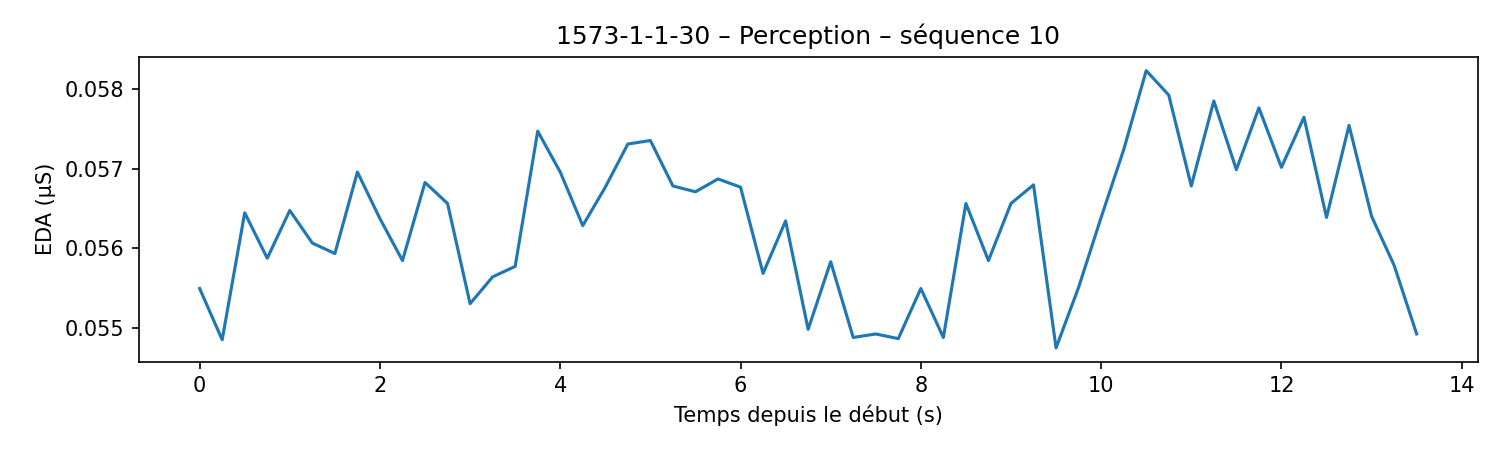 1573-1-1-30 – Perception – séquence 10
EDA (µS)
0.058
0.057
0.056
0.055
0 2 4 6 8 10 12 14
Temps depuis le début (s)